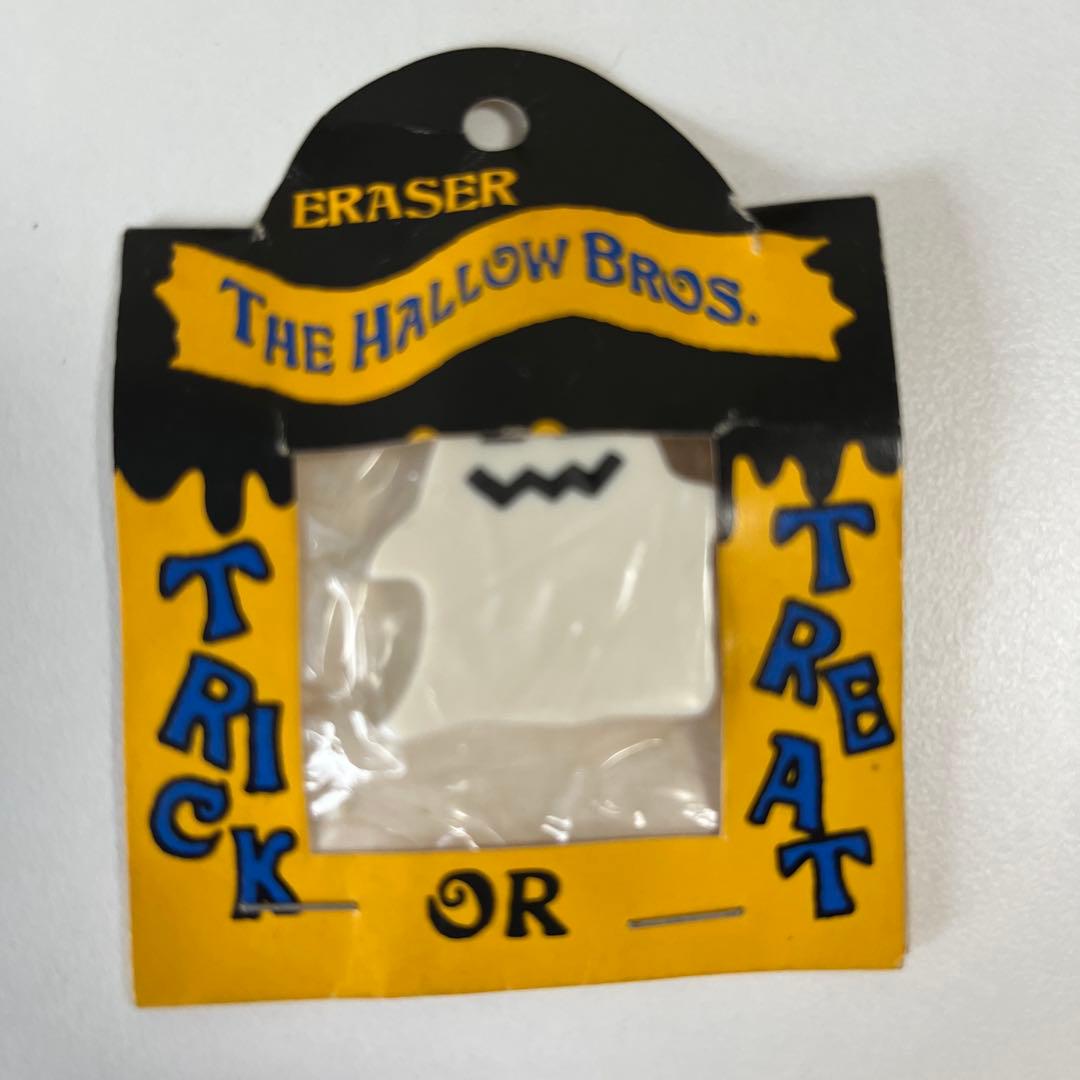 ERASER
THE HALLOW BROS.
TRICK
OR
TREAT